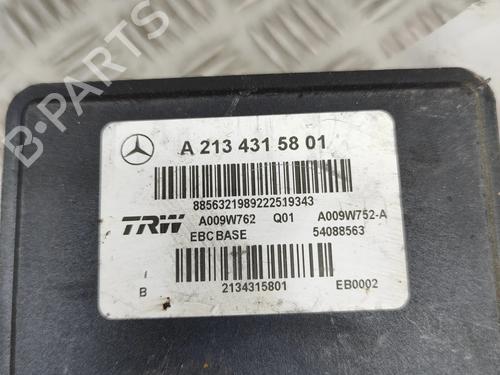 A 213 431 58 01
8856321989222519343
TRW A009W762 Q01 A009W752-A
EBC BASE 54088563
B 2134315801 EB0002
B-PARTS